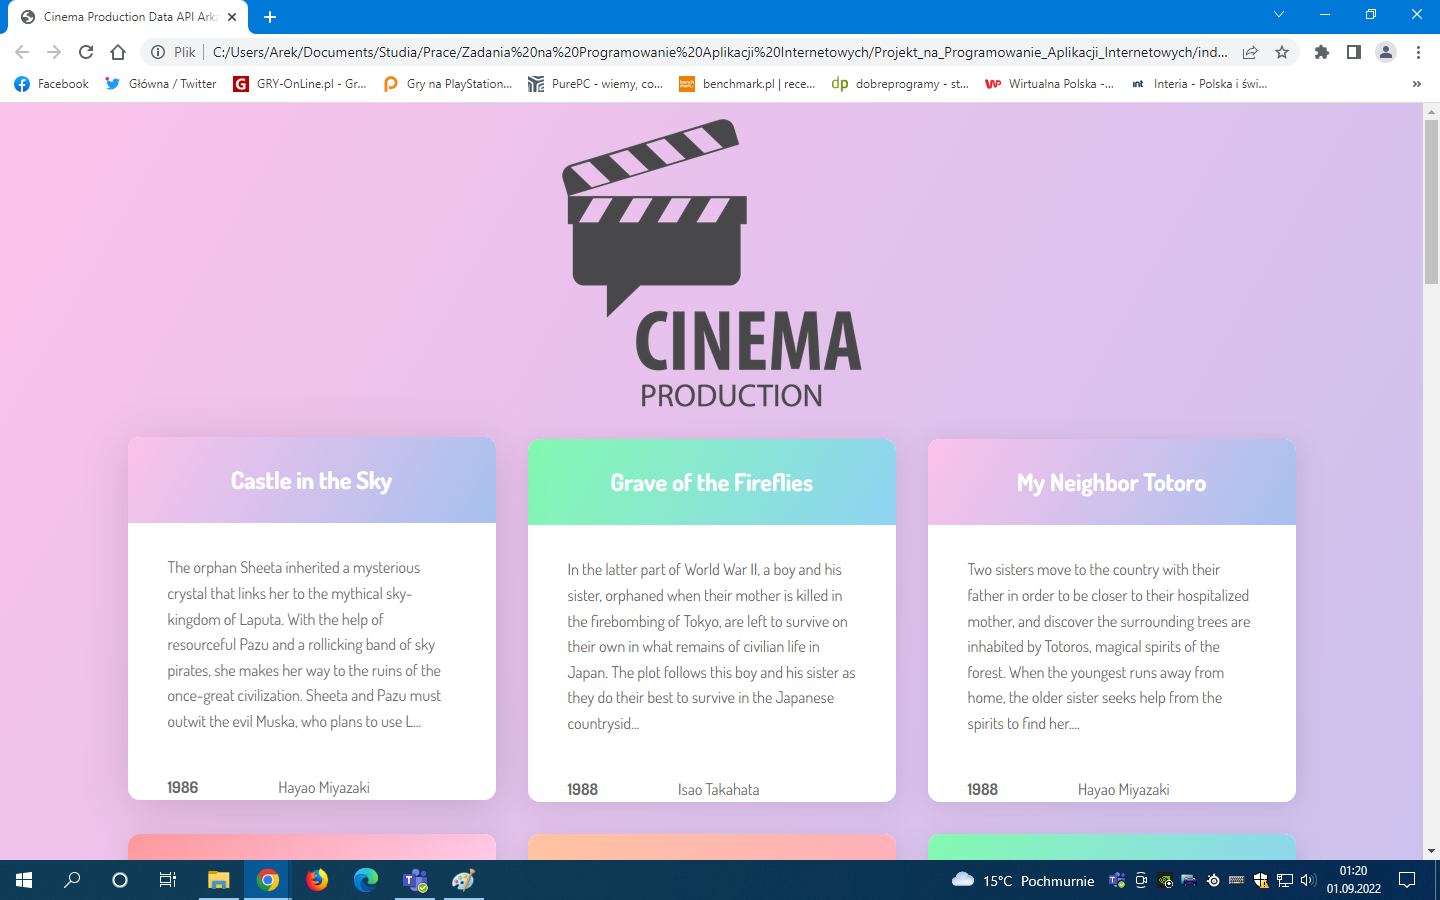 Cinema Production Data API Arka
Plik
C:/Users/Arek/Documents/Studia/Prace/Zadania%20na%20Programowanie%20Aplikacji%20Internetowych/Projekt_na_Programowanie_Aplikacji_Internetowych/ind...
Facebook
Główna / Twitter
GRY-OnLine.pl - Gr...
Gry na PlayStation...
PurePC - wiemy, co...
benchmark.pl | rece...
dobreprogramy - st...
Wirtualna Polska -...
Interia - Polska i świ...
CINEMA
PRODUCTION
Castle in the Sky
The orphan Sheeta inherited a mysterious
crystal that links her to the mythical sky-
kingdom of Laputa. With the help of
resourceful Pazu and a rollicking band of sky
pirates, she makes her way to the ruins of the
once-great civilization. Sheeta and Pazu must
outwit the evil Muska, who plans to use L...
1986 Hayao Miyazaki
Grave of the Fireflies
In the latter part of World War II, a boy and his
sister, orphaned when their mother is killed in
the firebombing of Tokyo, are left to survive on
their own in what remains of civilian life in
Japan. The plot follows this boy and his sister as
they do their best to survive in the Japanese
countrysid...
1988 Isao Takahata
My Neighbor Totoro
Two sisters move to the country with their
father in order to be closer to their hospitalized
mother, and discover the surrounding trees are
inhabited by Totoros, magical spirits of the
forest. When the youngest runs away from
home, the older sister seeks help from the
spirits to find her....
1988 Hayao Miyazaki
15°C Pochmurnie
01:20
01.09.2022